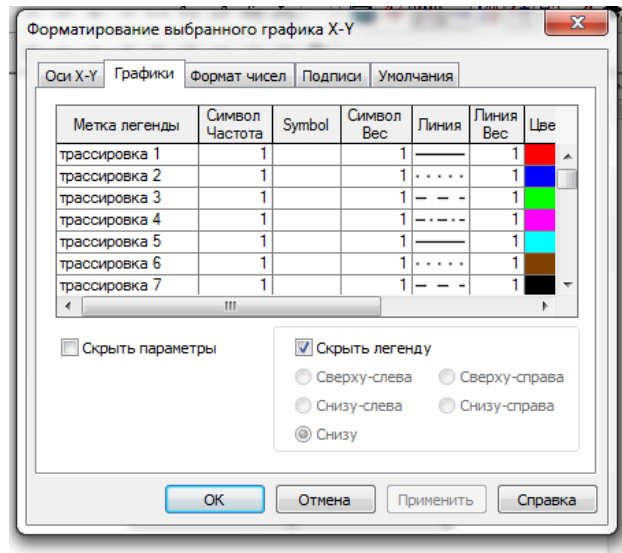 Форматирование выбранного графика X-Y
Оси X-Y Графики Формат чисел Подписи Умолчания
Метка легенды Символ Частота Symbol Символ Вес Линия Линия Вес Цве
трассировка 1 1 1 1
трассировка 2 1 1 1
трассировка 3 1 1 1
трассировка 4 1 1 1
трассировка 5 1 1 1
трассировка 6 1 1 1
трассировка 7 1 1 1
Скрыть параметры Скрыть легенду
Сверху-слева Сверху-справа
Снизу-слева Снизу-справа
Снизу
OK Отмена Применить Справка